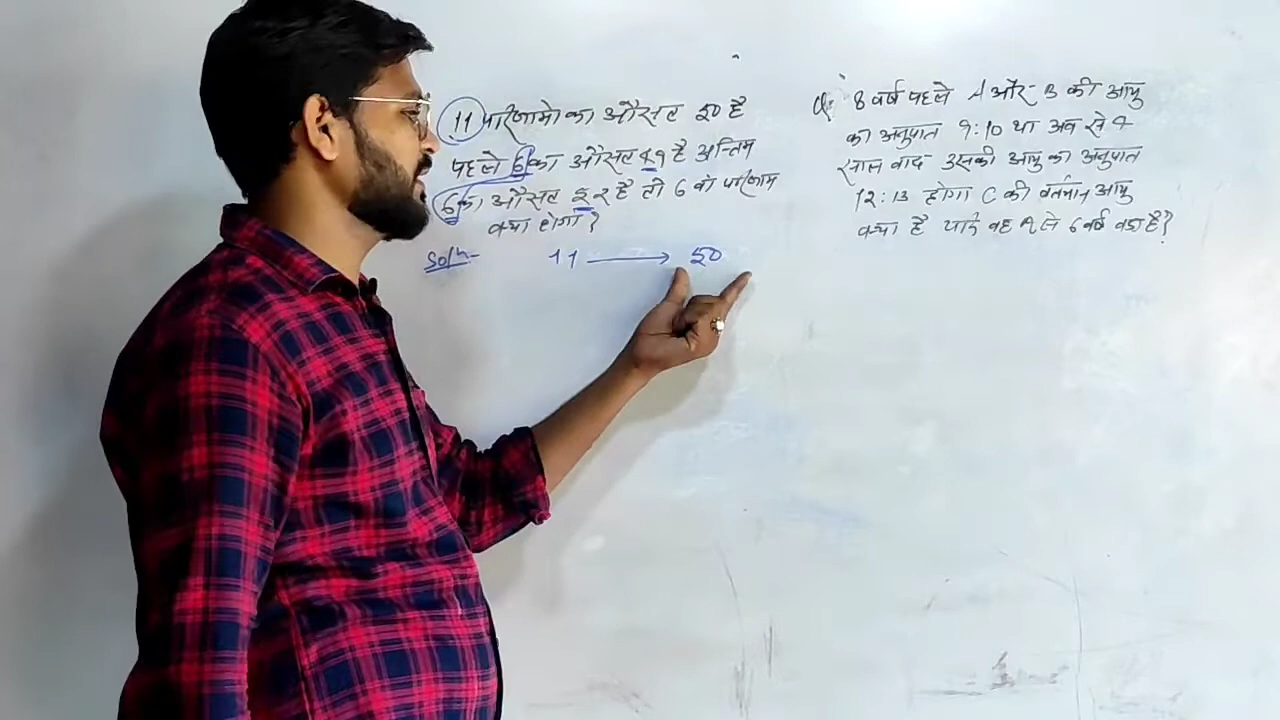 11 परिणामो का औसत 50 है
पहले 6 का औसत 49 है अन्तिम
6 का औसत 52 है तो 6 वां परिणाम
क्या होगा ?
Soln-
11 → 50
Q. 8 वर्ष पहले A और B की आयु
का अनुपात 9:10 था अब से 4
साल बाद उसकी आयु का अनुपात
12:13 होगा C की वर्तमान आयु
क्या है यदि वह A से 6 वर्ष बड़ा है?